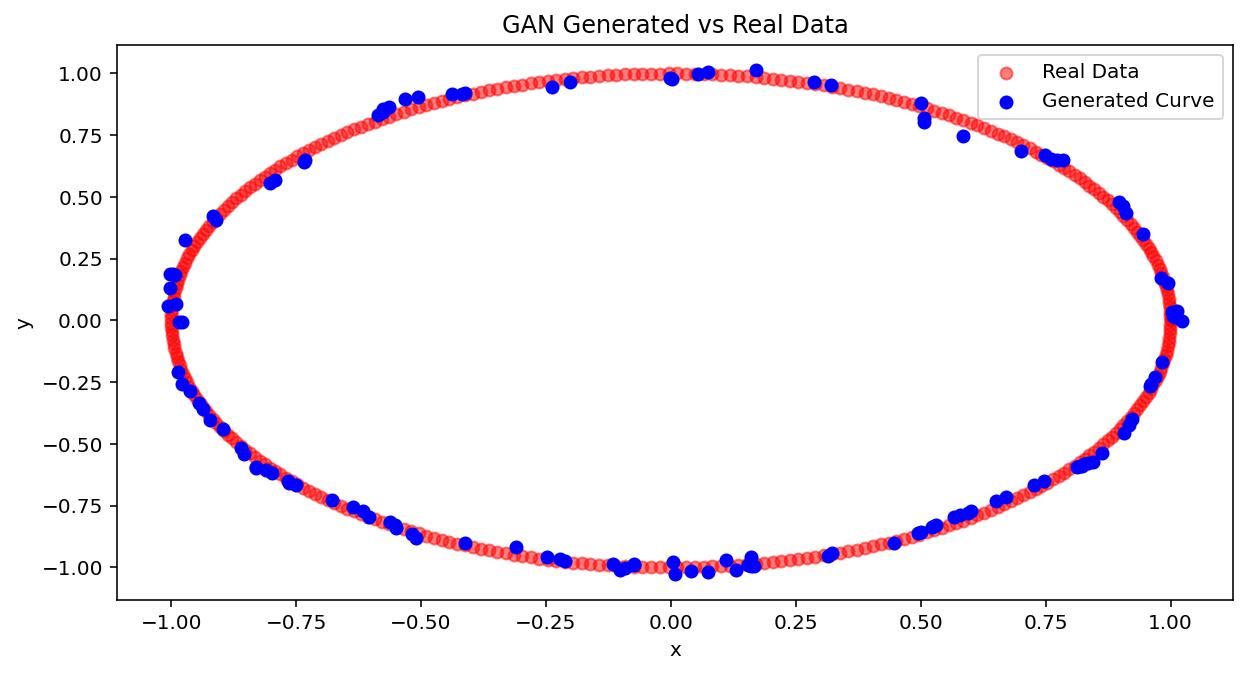 GAN Generated vs Real Data
Real Data
Generated Curve
1.00
0.75
0.50
0.25
0.00
−0.25
−0.50
−0.75
−1.00
y
−1.00 −0.75 −0.50 −0.25 0.00 0.25 0.50 0.75 1.00
x